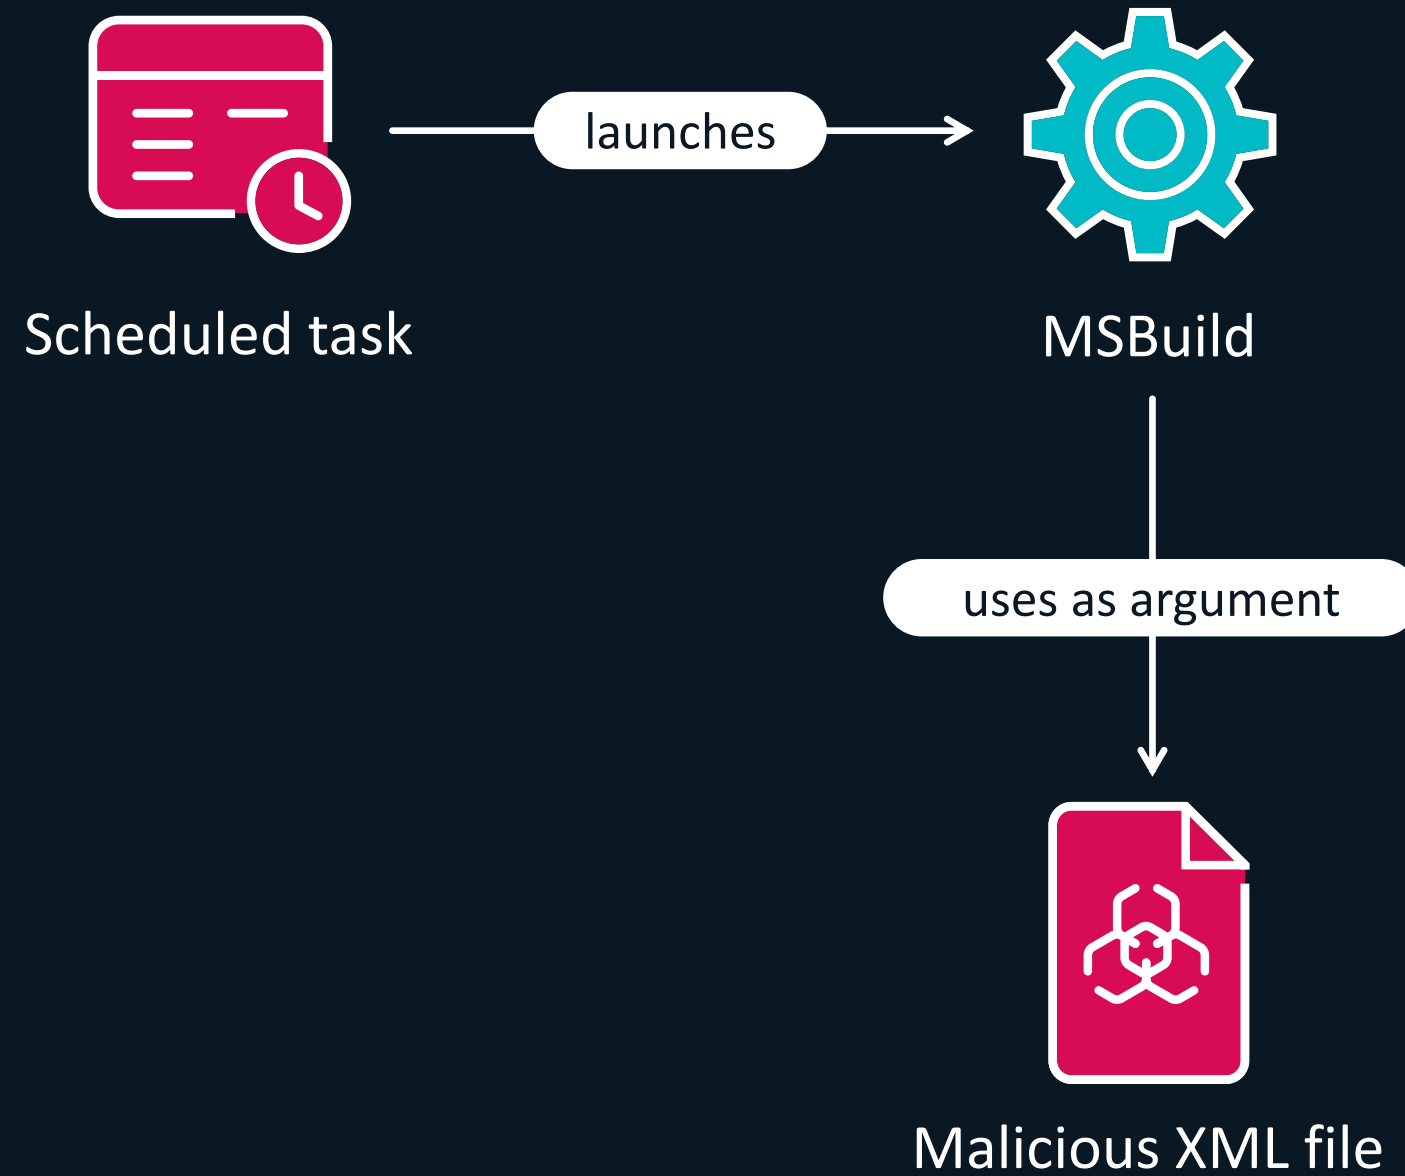 launches
Scheduled task
MSBuild
uses as argument
Malicious XML file